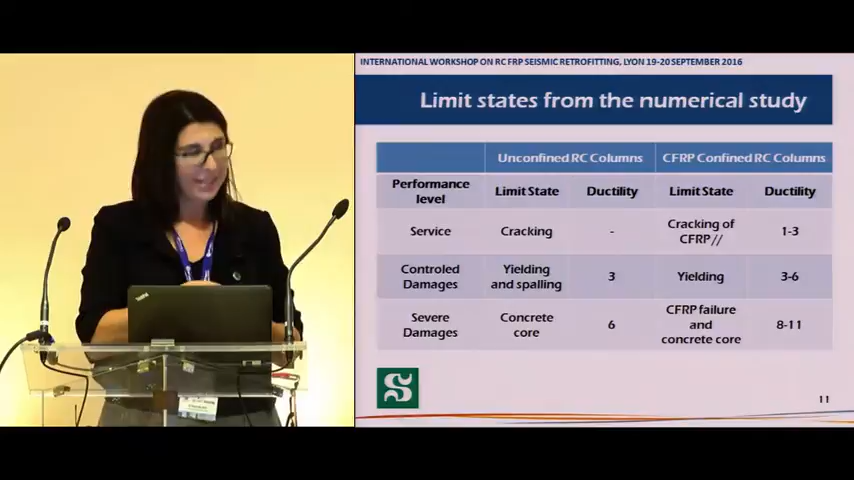 INTERNATIONAL WORKSHOP ON RC FRP SEISMIC RETROFITTING, LYON 19-20 SEPTEMBER 2016
Limit states from the numerical study
Unconfined RC Columns CFRP Confined RC Columns
Performance level Limit State Ductility Limit State Ductility
Service Cracking - Cracking of CFRP// 1-3
Controled Damages Yielding and spalling 3 Yielding 3-6
Severe Damages Concrete core 6 CFRP failure and concrete core 8-11
S
11